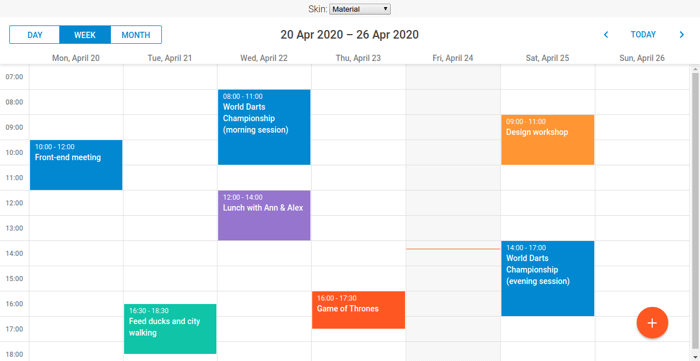 Skin: Material
DAY WEEK MONTH
20 Apr 2020 – 26 Apr 2020
TODAY
Mon, April 20 Tue, April 21 Wed, April 22 Thu, April 23 Fri, April 24 Sat, April 25 Sun, April 26
07:00
08:00
09:00
10:00
11:00
12:00
13:00
14:00
15:00
16:00
17:00
18:00
10:00 - 12:00
Front-end meeting
16:30 - 18:30
Feed ducks and city
walking
08:00 - 11:00
World Darts
Championship
(morning session)
12:00 - 14:00
Lunch with Ann & Alex
16:00 - 17:30
Game of Thrones
09:00 - 11:00
Design workshop
14:00 - 17:00
World Darts
Championship
(evening session)